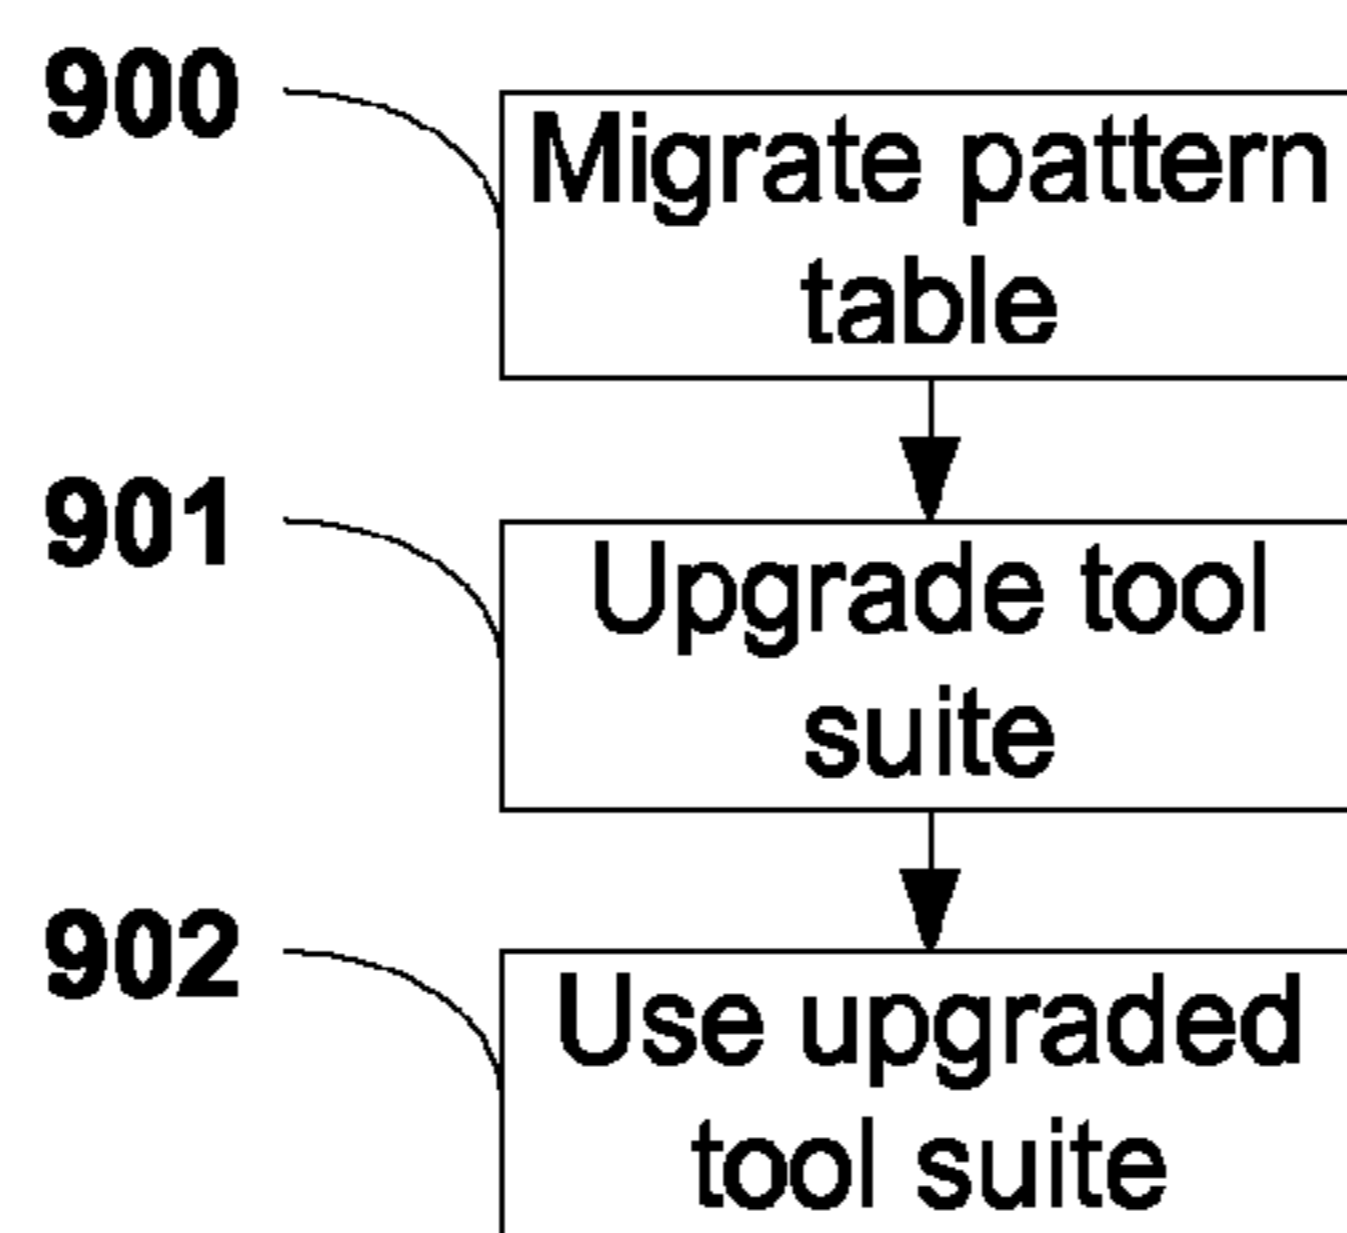 900
Migrate pattern
table
901
Upgrade tool
suite
902
Use upgraded
tool suite